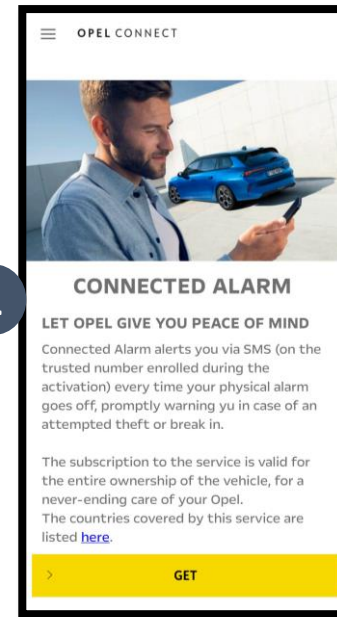 OPEL CONNECT
CONNECTED ALARM
LET OPEL GIVE YOU PEACE OF MIND
Connected Alarm alerts you via SMS (on the
trusted number enrolled during the
activation) every time your physical alarm
goes off, promptly warning yu in case of an
attempted theft or break in.
The subscription to the service is valid for
the entire ownership of the vehicle, for a
never-ending care of your Opel.
The countries covered by this service are
listed here.
> GET